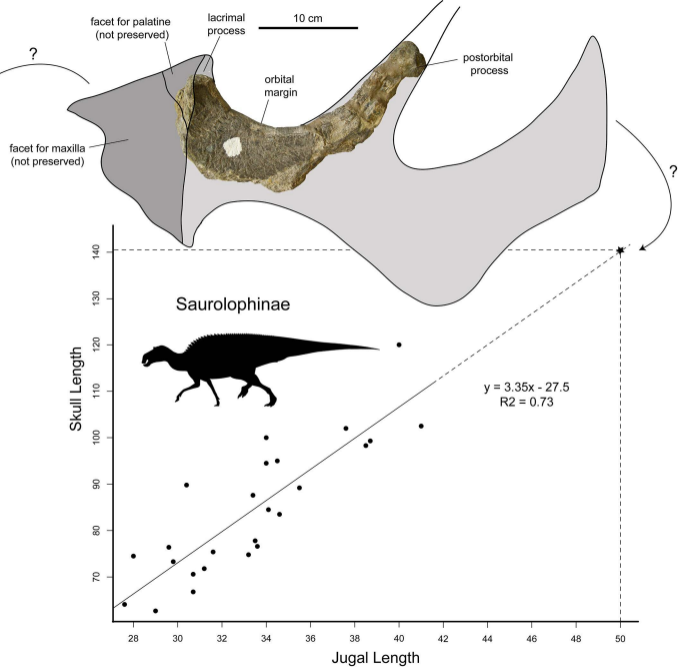 facet for palatine
(not preserved)
lacrimal
process
10 cm
?
orbital
margin
postorbital
process
facet for maxilla
(not preserved)
?
Saurolophinae
y = 3.35x - 27.5
R2 = 0.73
Skull Length
140
130
120
110
100
90
80
70
28 30 32 34 36 38 40 42 44 46 48 50
Jugal Length